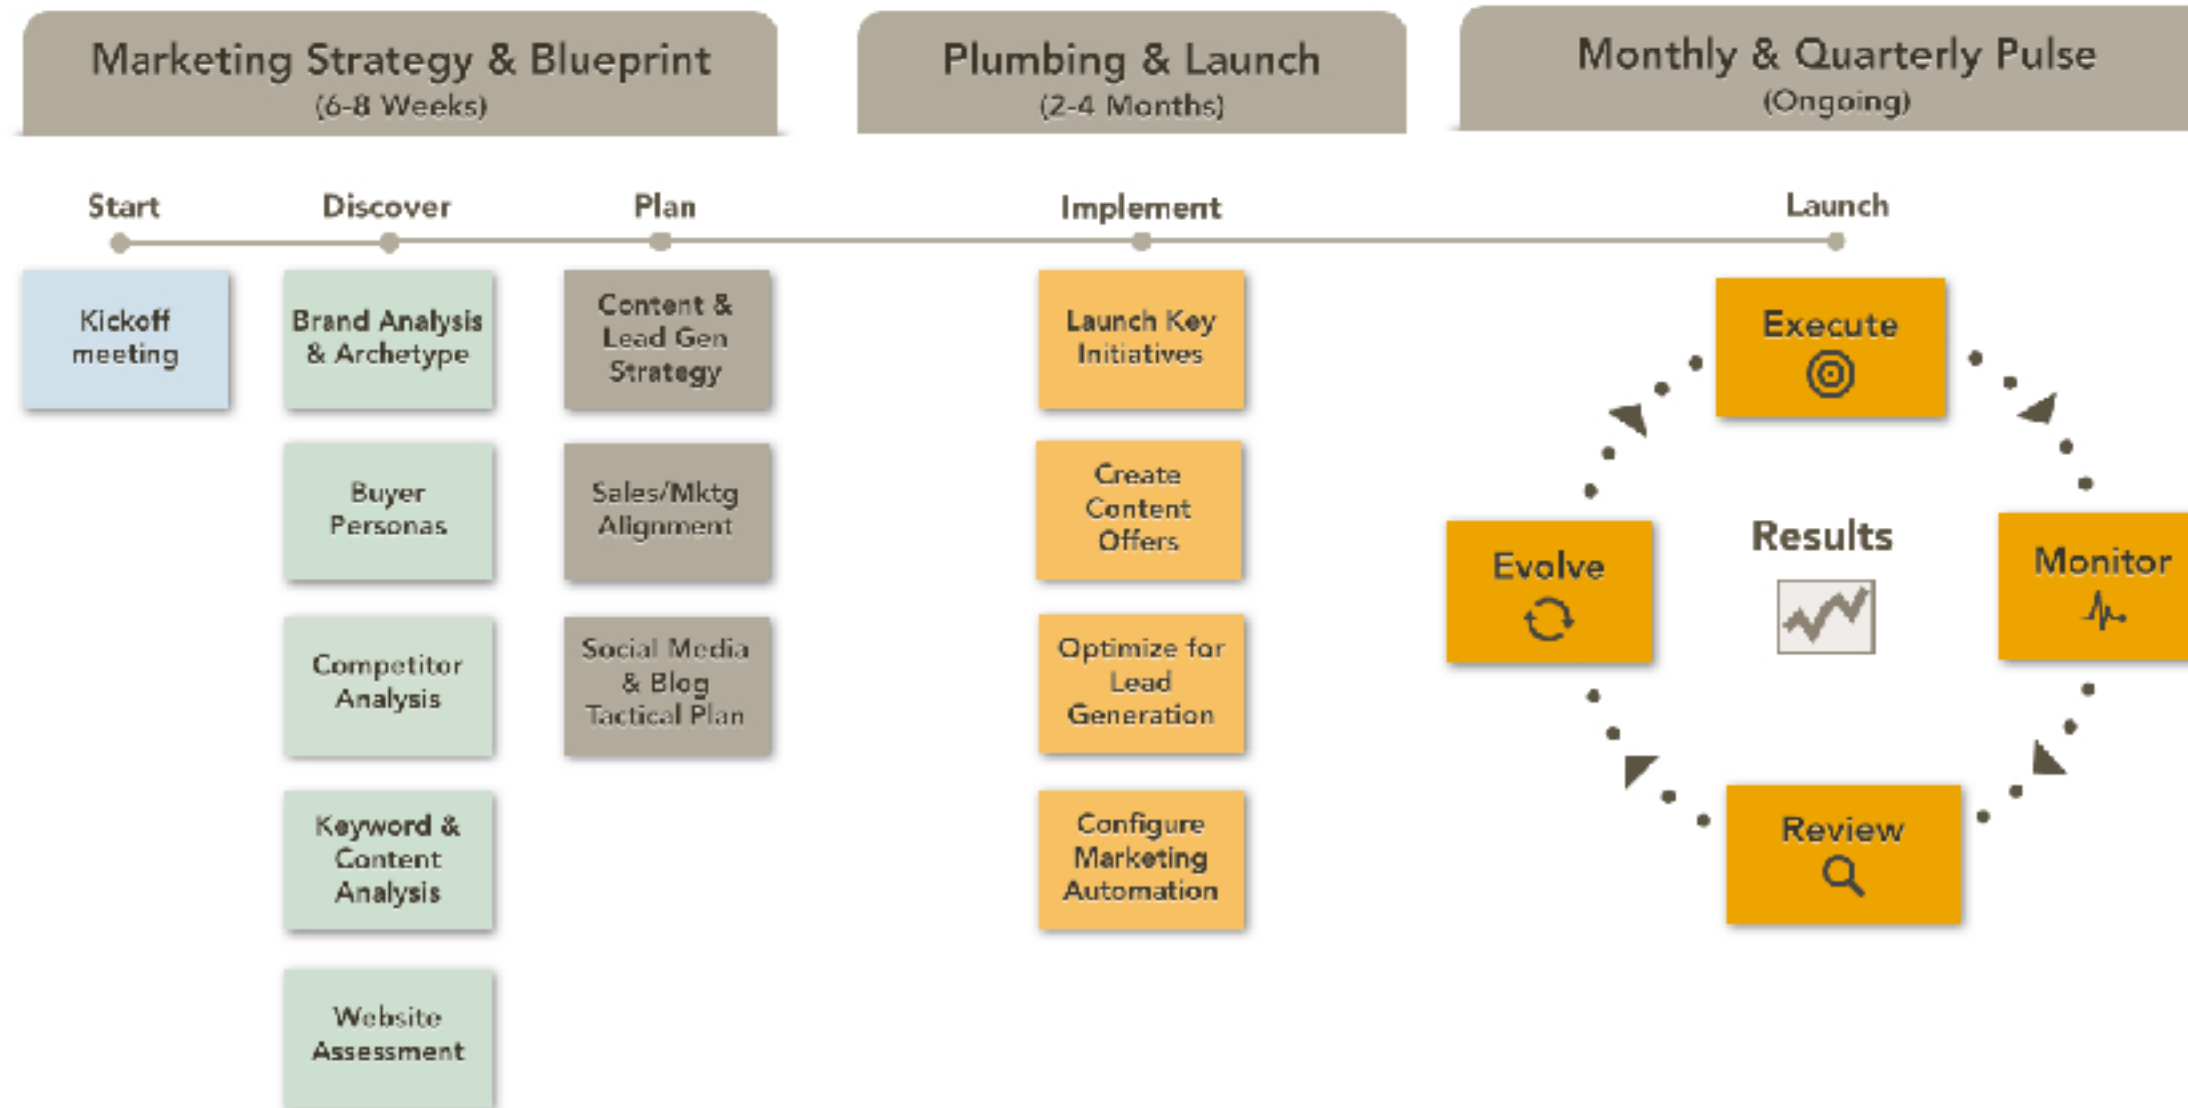 Marketing Strategy & Blueprint
(6-8 Weeks)
Plumbing & Launch
(2-4 Months)
Monthly & Quarterly Pulse
(Ongoing)
Start
Discover
Plan
Implement
Launch
Kickoff
meeting
Brand Analysis
& Archetype
Buyer
Personas
Competitor
Analysis
Keyword &
Content
Analysis
Website
Assessment
Content &
Lead Gen
Strategy
Sales/Mktg
Alignment
Social Media
& Blog
Tactical Plan
Launch Key
Initiatives
Create
Content
Offers
Optimize for
Lead
Generation
Configure
Marketing
Automation
Execute
Evolve
Results
Monitor
Review